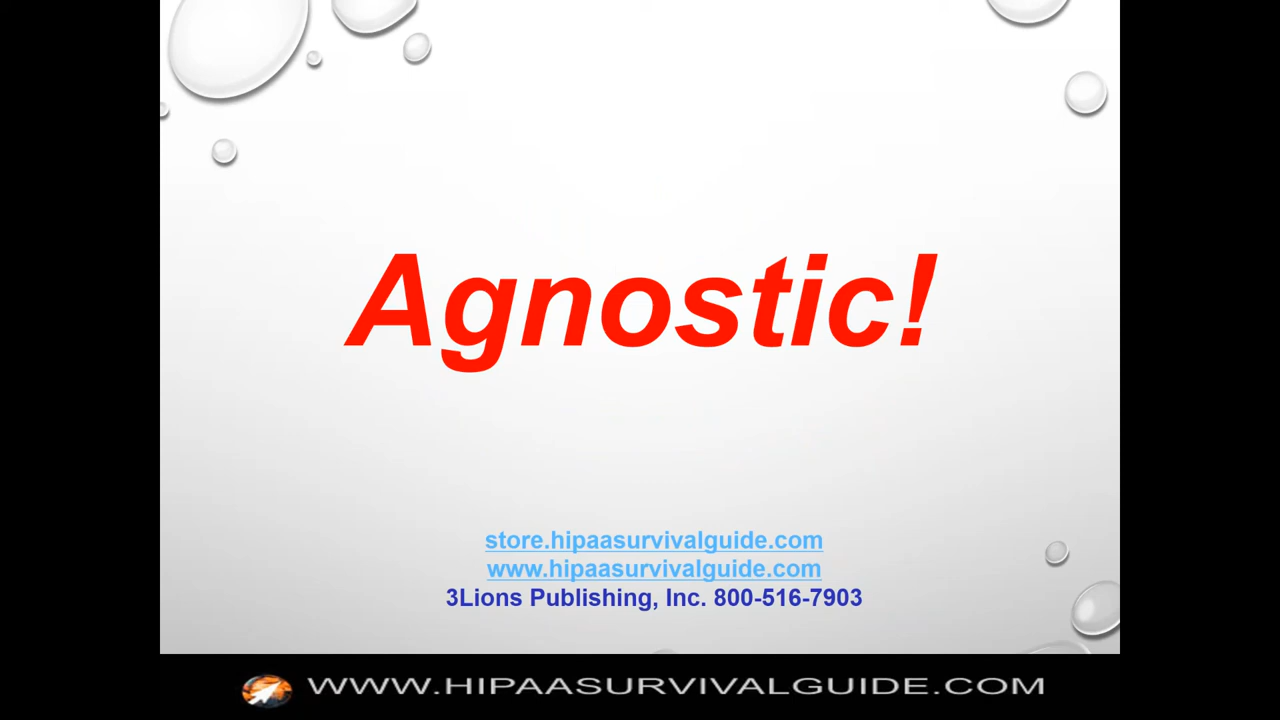 Agnostic!
store.hipaasurvivalguide.com
www.hipaasurvivalguide.com
3Lions Publishing, Inc. 800-516-7903
WWW.HIPAASURVIVALGUIDE.COM